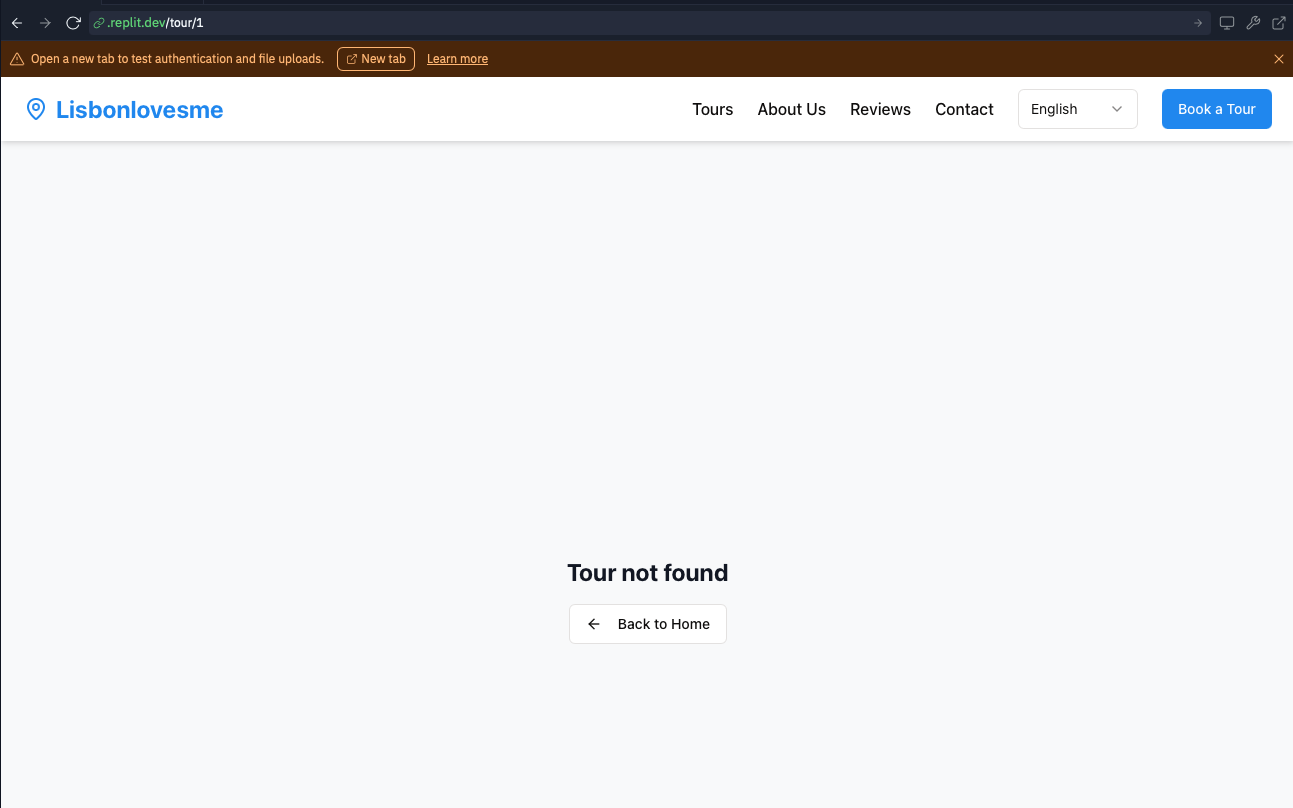 .replit.dev/tour/1
Open a new tab to test authentication and file uploads. New tab Learn more
Lisbonlovesme Tours About Us Reviews Contact English Book a Tour
Tour not found
Back to Home